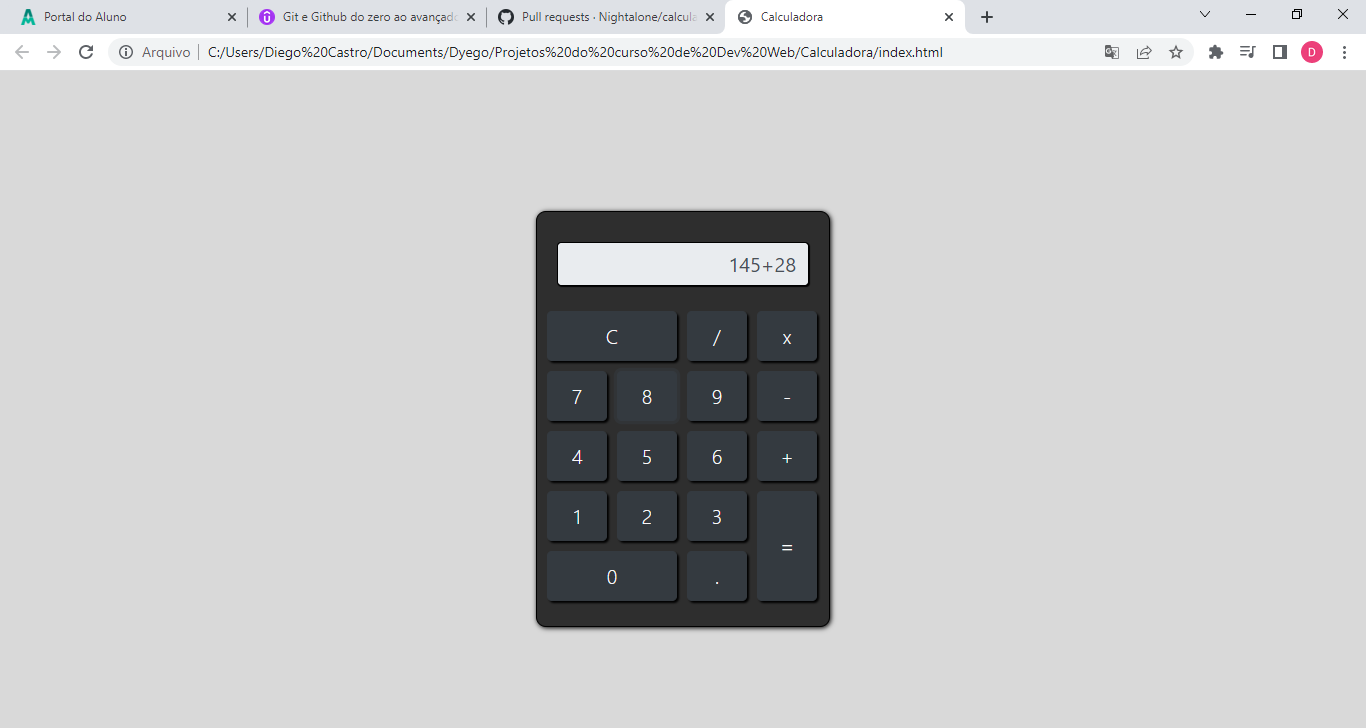 Portal do Aluno
Git e Github do zero ao avançado
Pull requests · Nightalone/calcula
Calculadora
Arquivo
C:/Users/Diego%20Castro/Documents/Dyego/Projetos%20do%20curso%20de%20Dev%20Web/Calculadora/index.html
D
145+28
C / x
7 8 9 -
4 5 6 +
1 2 3
=
0 .